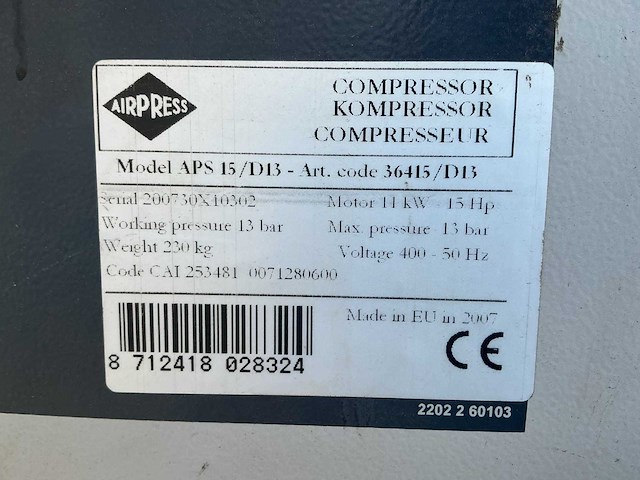 AIRPRESS
COMPRESSOR
KOMPRESSOR
COMPRESSEUR
Model APS 15/D13 - Art. code 36415/D13
Serial 200730X10302 Motor 11 kW - 15 Hp
Working pressure 13 bar Max. pressure 13 bar
Weight 230 kg Voltage 400 - 50 Hz
Code CAI 253481 0071280600
Made in EU in 2007
CE
8 712418 028324
2202 2 60103